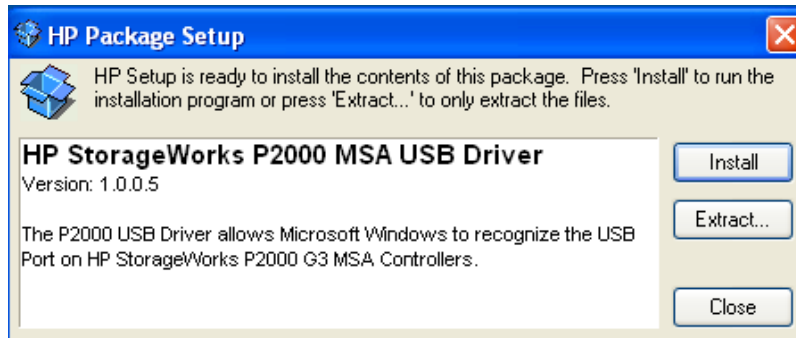 HP Package Setup
HP Setup is ready to install the contents of this package.  Press 'Install' to run the
installation program or press 'Extract...' to only extract the files.
HP StorageWorks P2000 MSA USB Driver
Version: 1.0.0.5
The P2000 USB Driver allows Microsoft Windows to recognize the USB
Port on HP StorageWorks P2000 G3 MSA Controllers.
Install
Extract...
Close